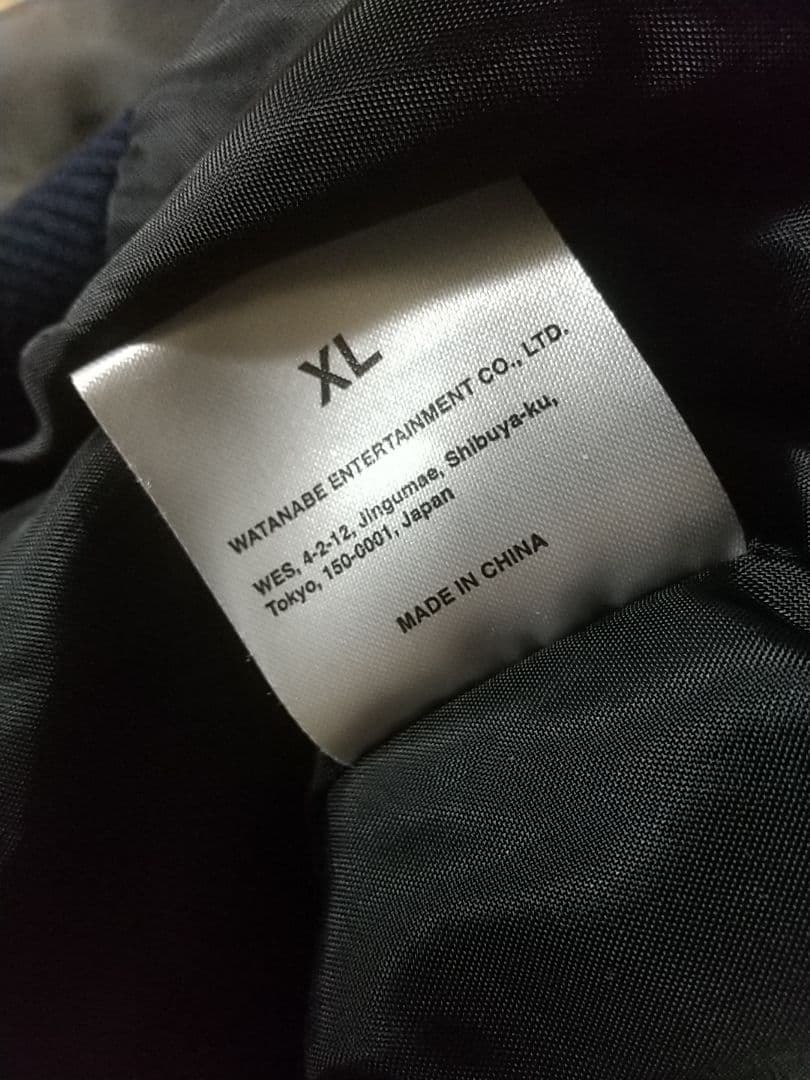 XL
WATANABE ENTERTAINMENT CO., LTD.
WES, 4-2-12, Jingumae, Shibuya-ku,
Tokyo, 150-0001, Japan
MADE IN CHINA